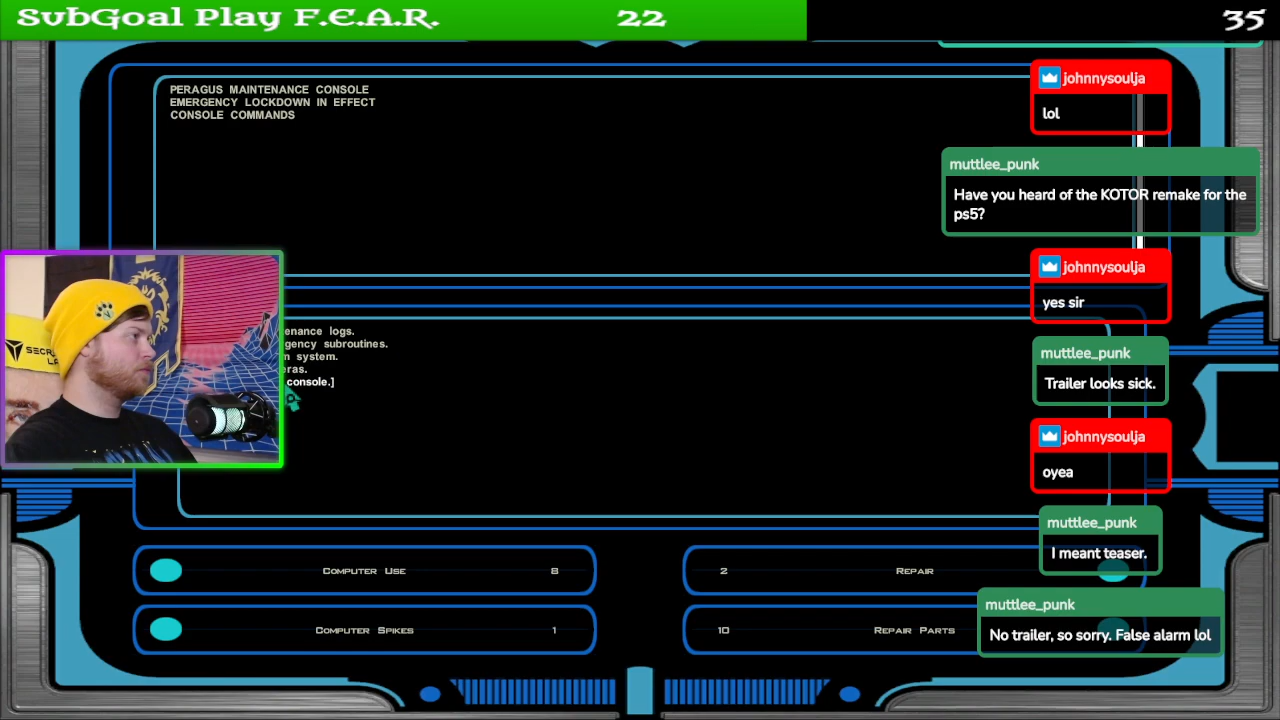 SubGoal Play F.E.A.R. 22 35
PERAGUS MAINTENANCE CONSOLE
EMERGENCY LOCKDOWN IN EFFECT
CONSOLE COMMANDS
johnnysoulja
lol
muttlee_punk
Have you heard of the KOTOR remake for the
ps5?
johnnysoulja
yes sir
muttlee_punk
Trailer looks sick.
johnnysoulja
oyea
muttlee_punk
I meant teaser.
muttlee_punk
No trailer, so sorry. False alarm lol
enance logs.
gency subroutines.
n system.
eras.
console.]
Computer Use 8
2 Repair
Computer Spikes 1
10 Repair Parts